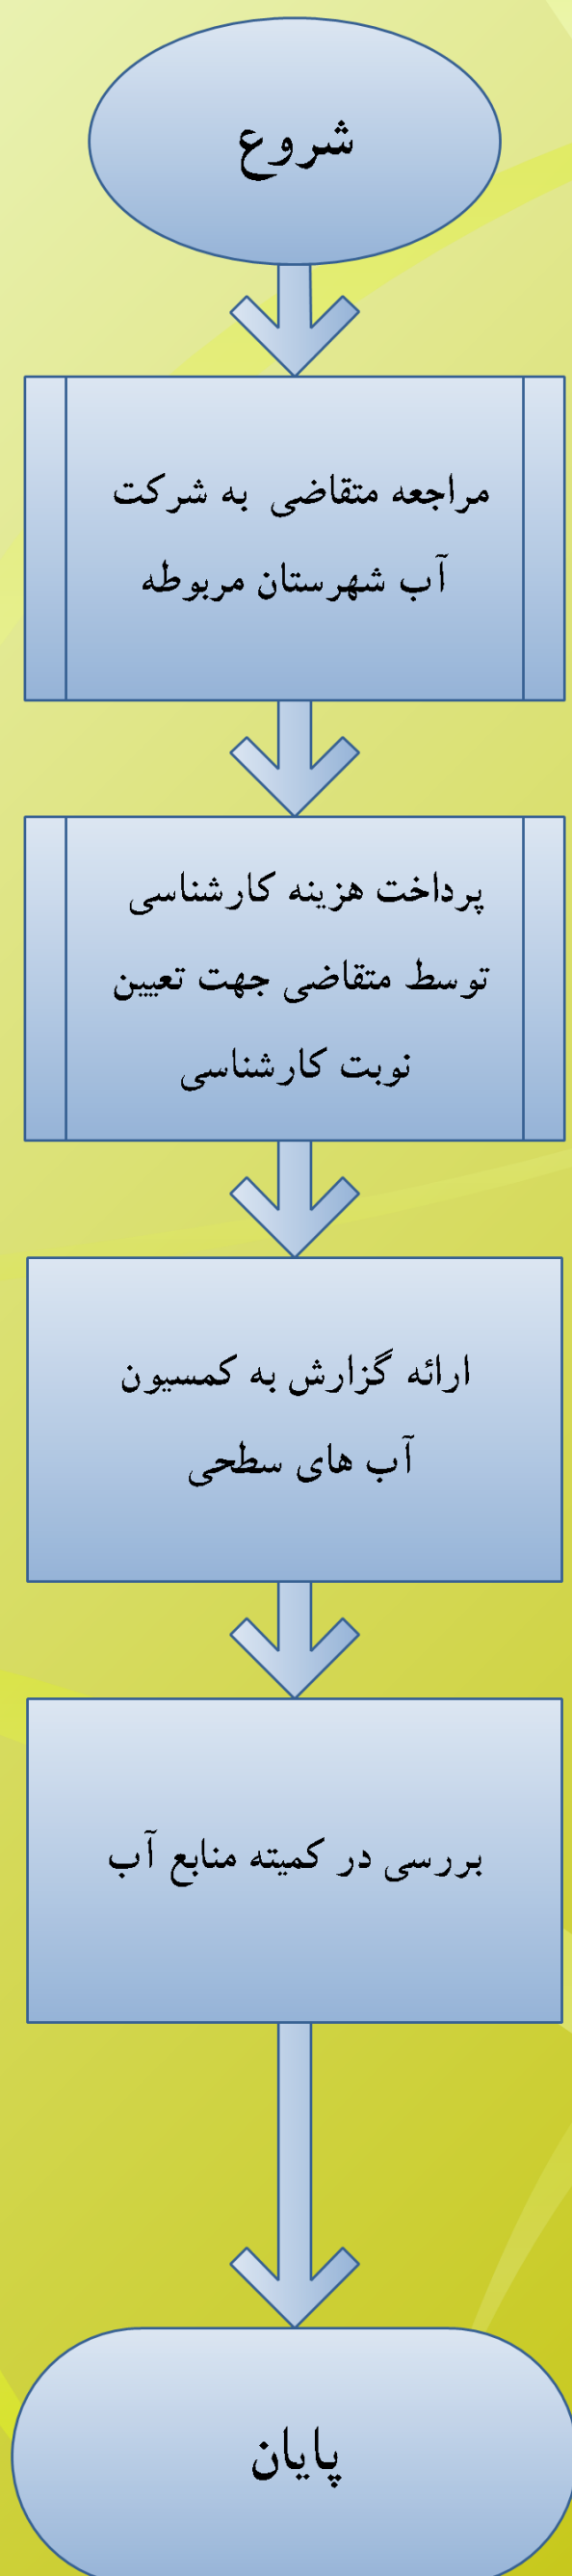 شروع
مراجعه متقاضی به شرکت
آب شهرستان مربوطه
پرداخت هزینه کارشناسی
توسط متقاضی جهت تعیین
نوبت کارشناسی
ارائه گزارش به کمسیون
آب های سطحی
بررسی در کمیته منابع آب
پایان